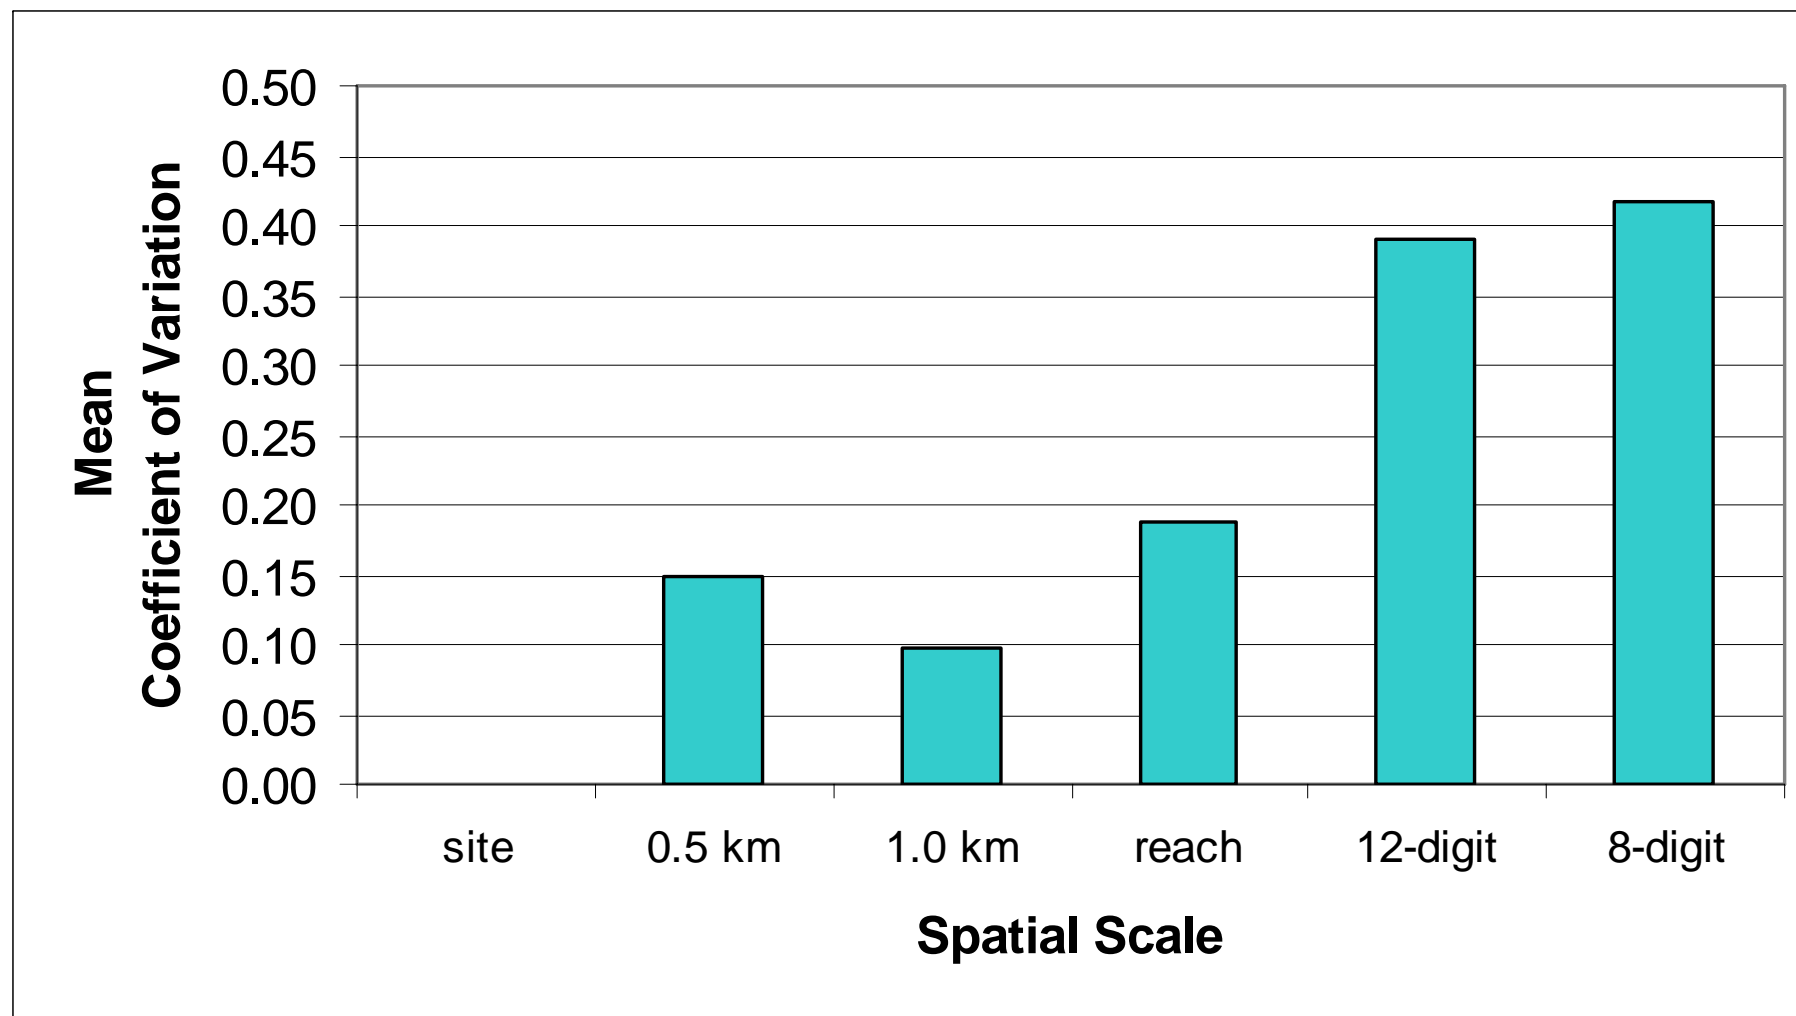 Mean
Coefficient of Variation
0.50
0.45
0.40
0.35
0.30
0.25
0.20
0.15
0.10
0.05
0.00
site 0.5 km 1.0 km reach 12-digit 8-digit
Spatial Scale